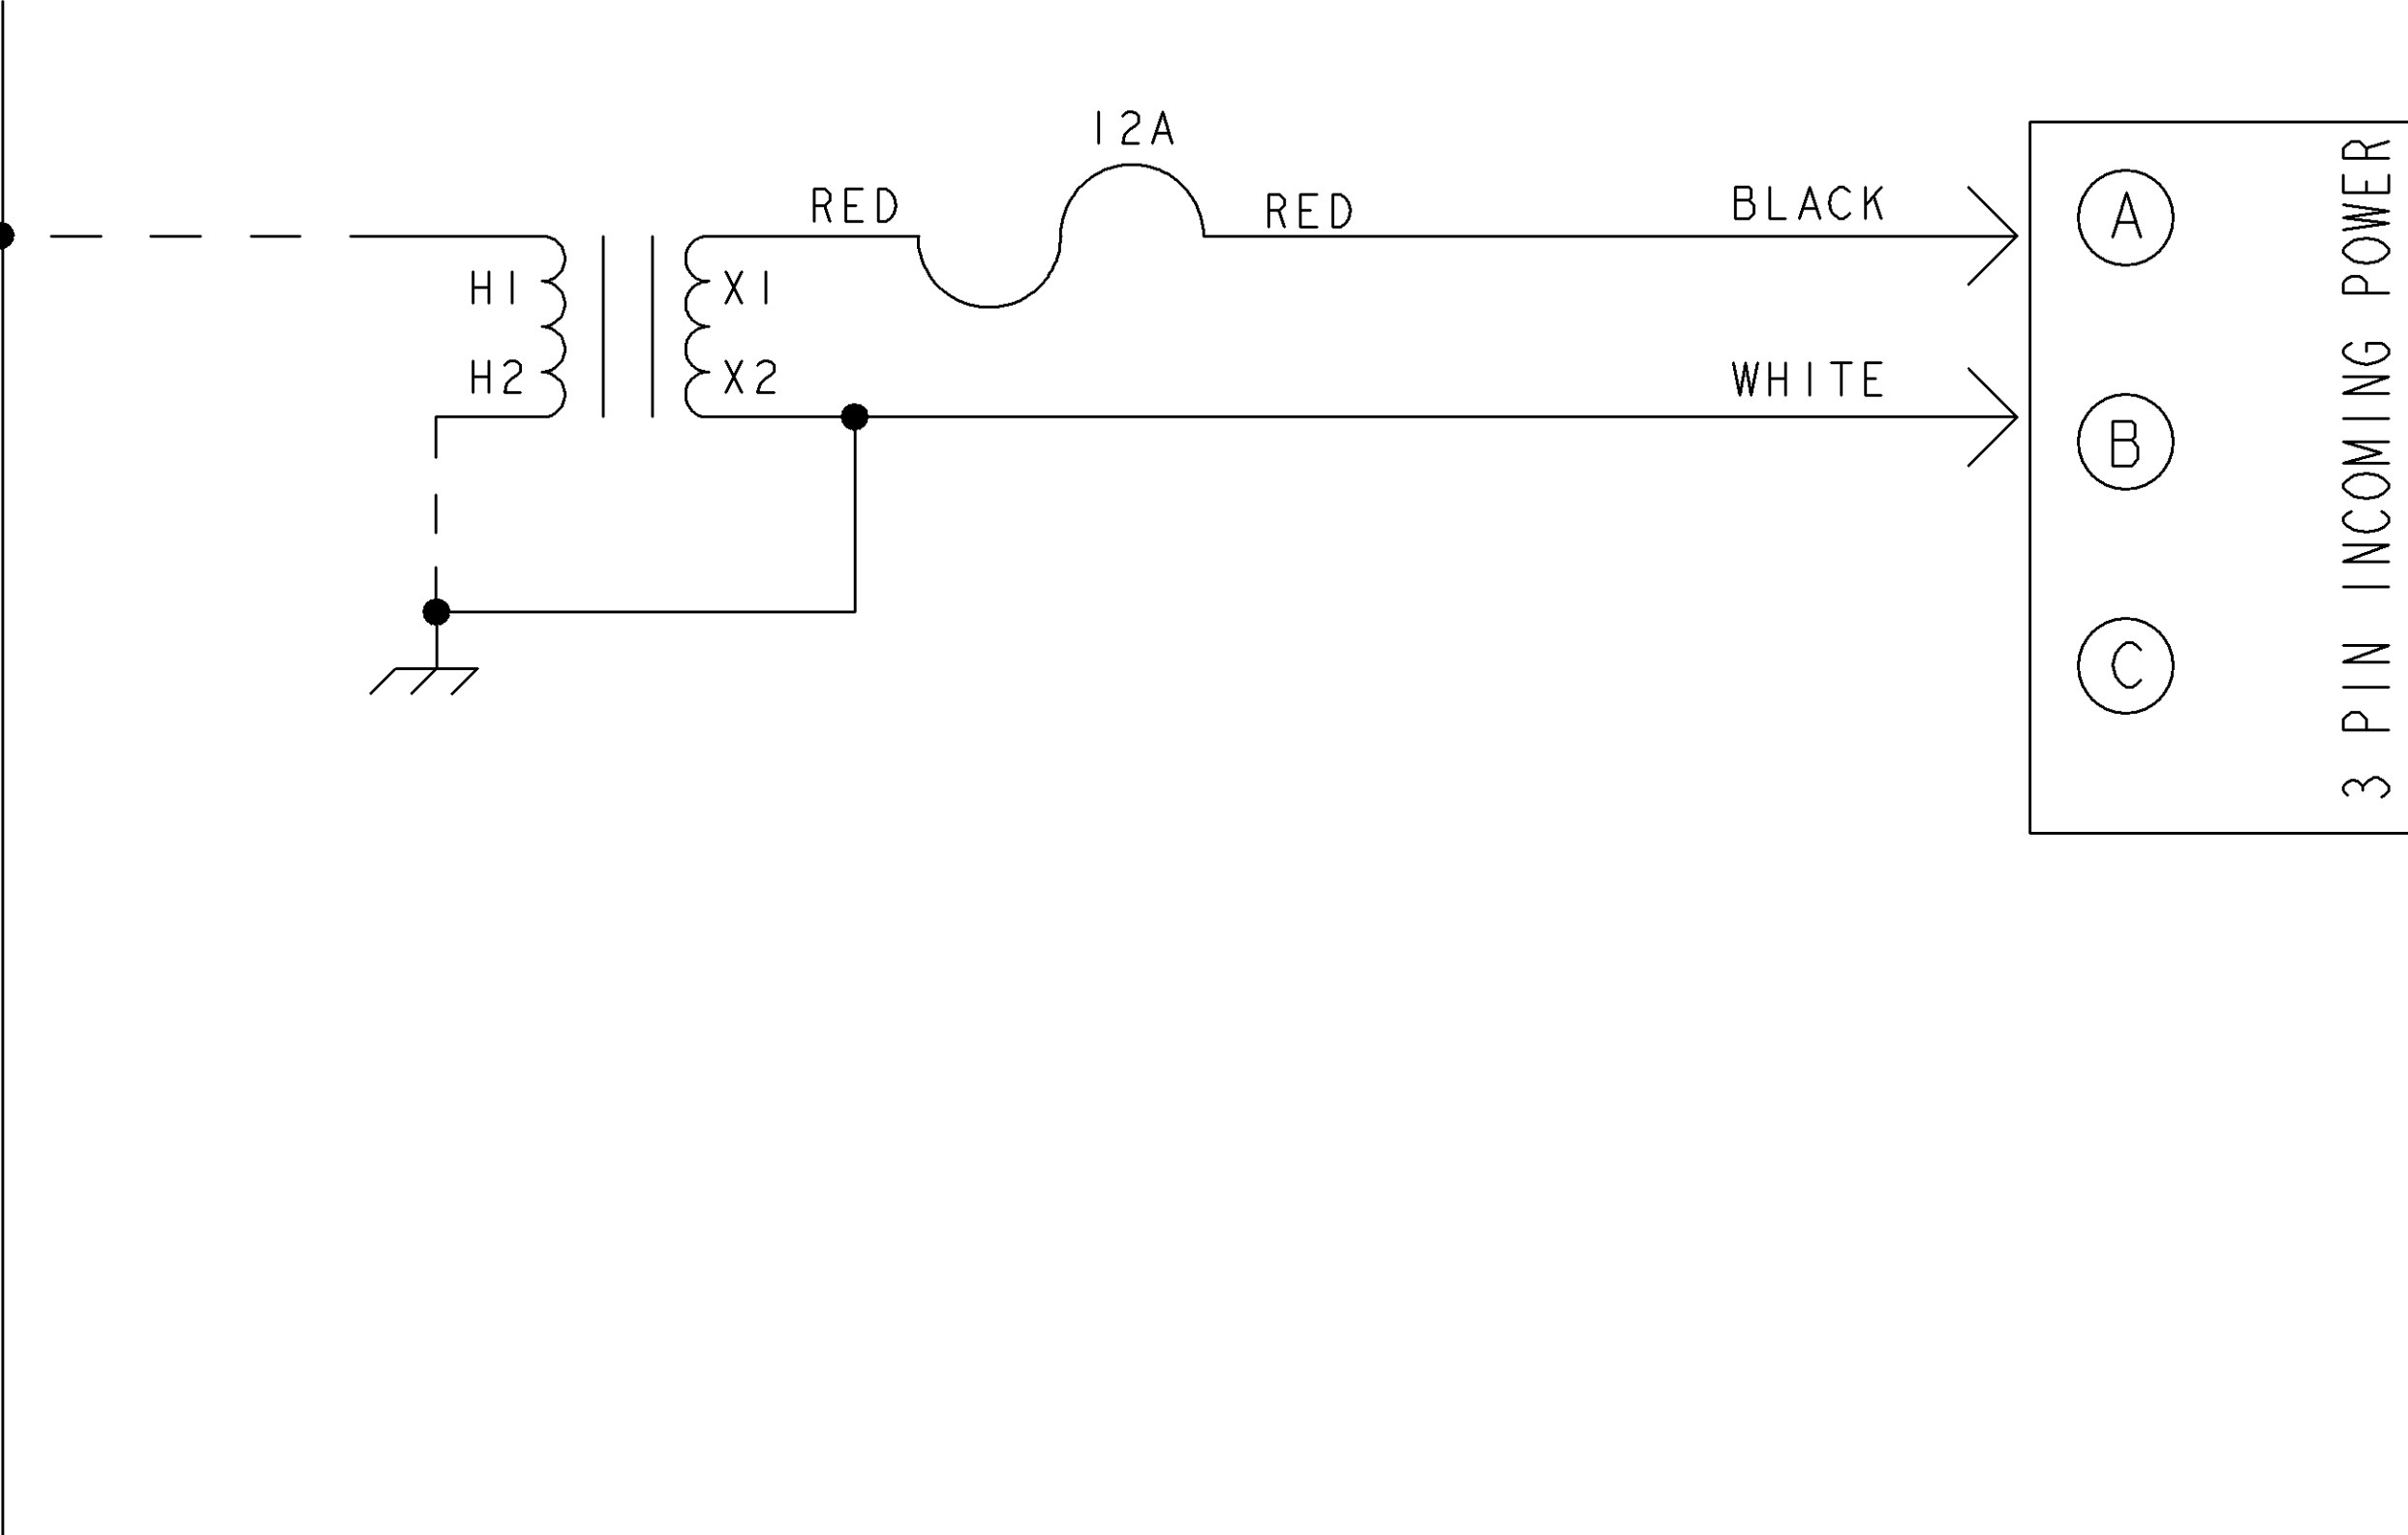 12A
RED
RED
BLACK
A
H1
X1
H2
X2
WHITE
B
C
3 PIN INCOMING POWER